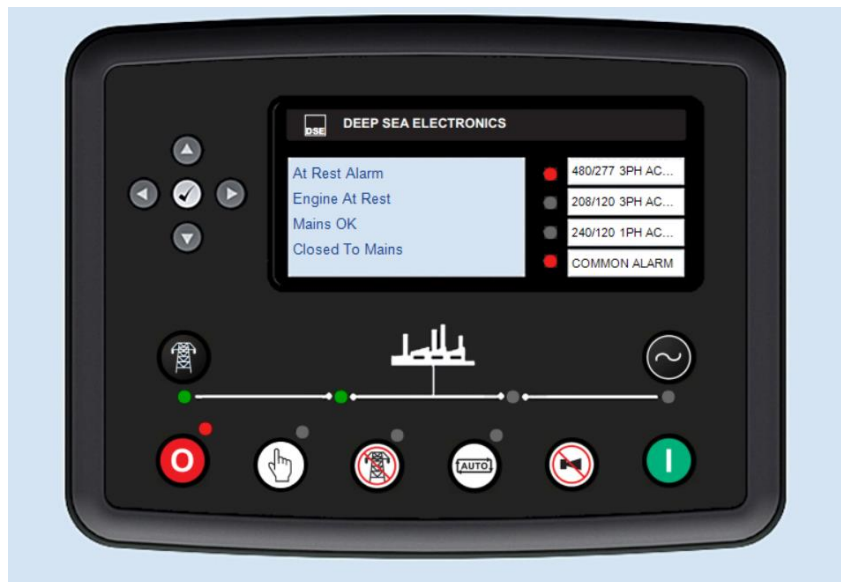 DSE
DEEP SEA ELECTRONICS
At Rest Alarm
Engine At Rest
Mains OK
Closed To Mains
480/277 3PH AC...
208/120 3PH AC...
240/120 1PH AC...
COMMON ALARM
O
AUTO
I